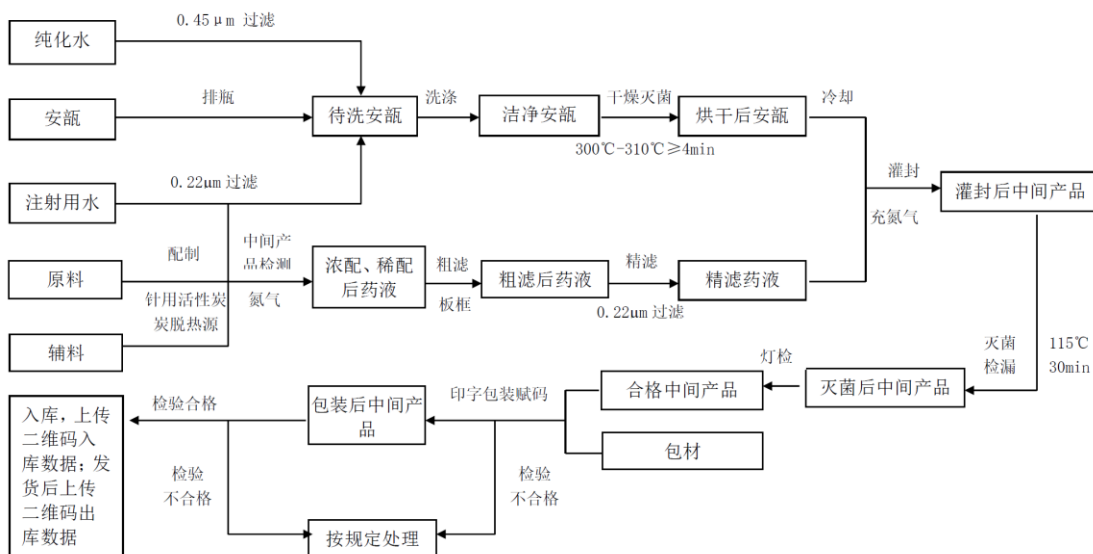 0.45μm 过滤
纯化水
安瓿
排瓶
待洗安瓿
洗涤
洁净安瓿
干燥灭菌
300℃-310℃≥4min
烘干后安瓿
冷却
注射用水
0.22μm 过滤
灌封
充氮气
灌封后中间产品
原料
配制
针用活性炭
炭脱热源
中间产
品检测
氮气
浓配、稀配
后药液
粗滤
板框
粗滤后药液
精滤
0.22μm 过滤
精滤药液
辅料
灭菌
检漏
115℃
30min
灭菌后中间产品
灯检
合格中间产品
包材
印字包装赋码
检验
不合格
包装后中间产
品
检验合格
检验
不合格
按规定处理
入库，上传
二维码入
库数据；发
货后上传
二维码出
库数据